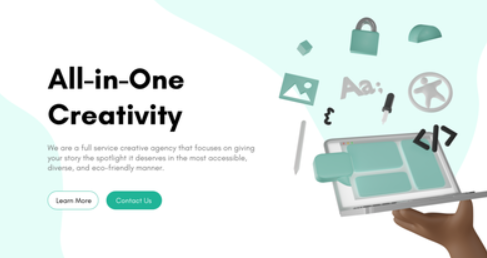 All-in-One
Creativity
We are a full service creative agency that focuses on giving
your story the spotlight it deserves in the most accessible,
diverse, and eco-friendly manner.
Learn More
Contact Us
Aa;
</>